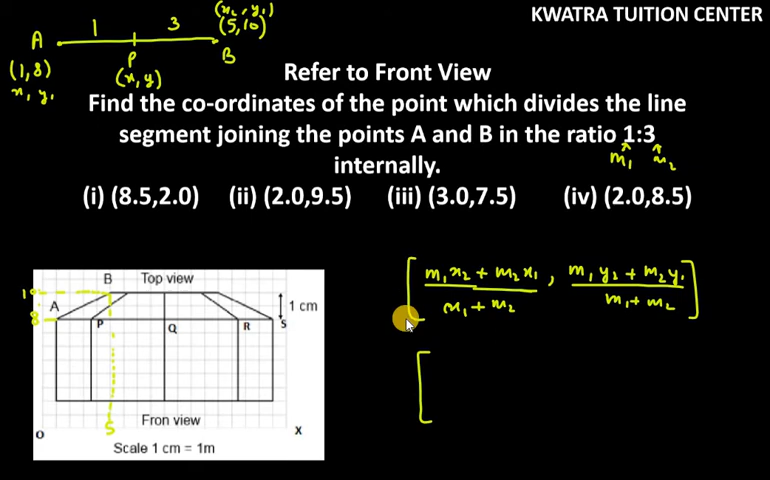 KWATRA TUITION CENTER
1 3 (x₂, y₁)
(5,10)
A P B
(1,8) (x,y)
x₁ y₁
Refer to Front View
Find the co-ordinates of the point which divides the line
segment joining the points A and B in the ratio 1:3
m₁ m₂
internally.
(i) (8.5,2.0) (ii) (2.0,9.5) (iii) (3.0,7.5) (iv) (2.0,8.5)
[ m₁x₂ + m₂x₁ , m₁y₂ + m₂y₁ ]
m₁ + m₂ m₁ + m₂
[
B Top view
10
A 1 cm
8
P Q R S
Fron view
5
O X
Scale 1 cm = 1m